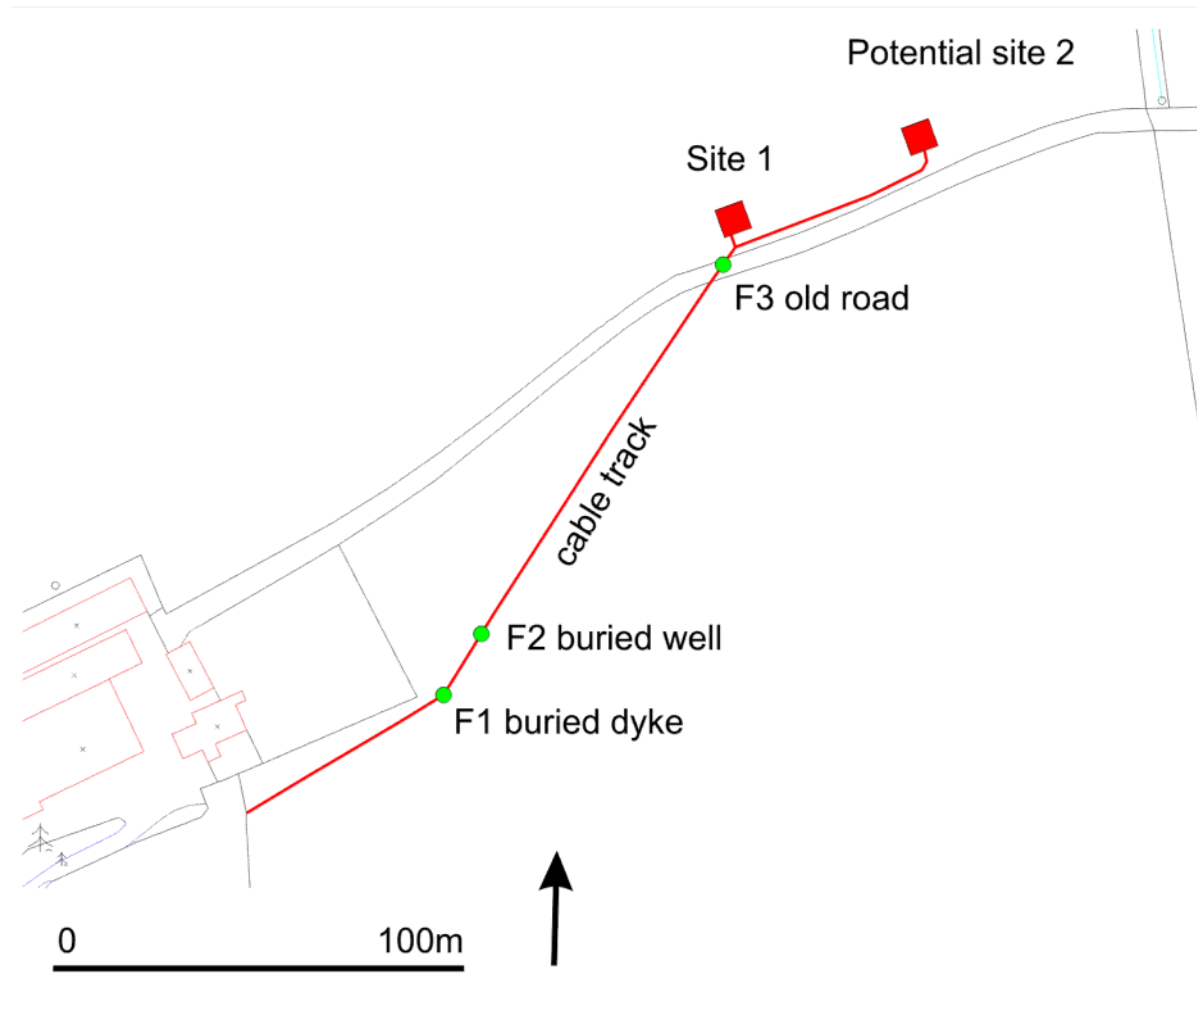 Potential site 2
Site 1
F3 old road
cable track
F2 buried well
F1 buried dyke
0 100m